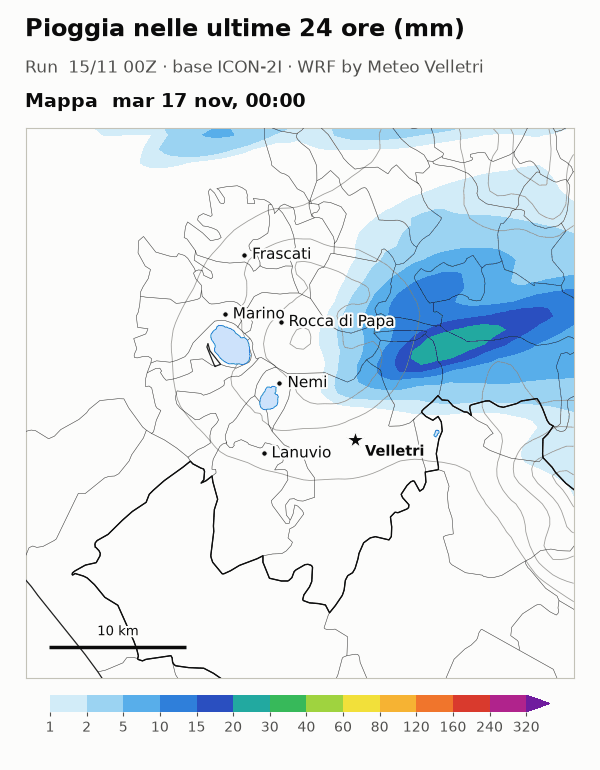 Pioggia nelle ultime 24 ore (mm)
Run  15/11 00Z · base ICON-2I · WRF by Meteo Velletri
Mappa  mar 17 nov, 00:00
Frascati
Marino
Rocca di Papa
Nemi
Velletri
Lanuvio
10 km
1 2 5 10 15 20 30 40 60 80 120 160 240 320